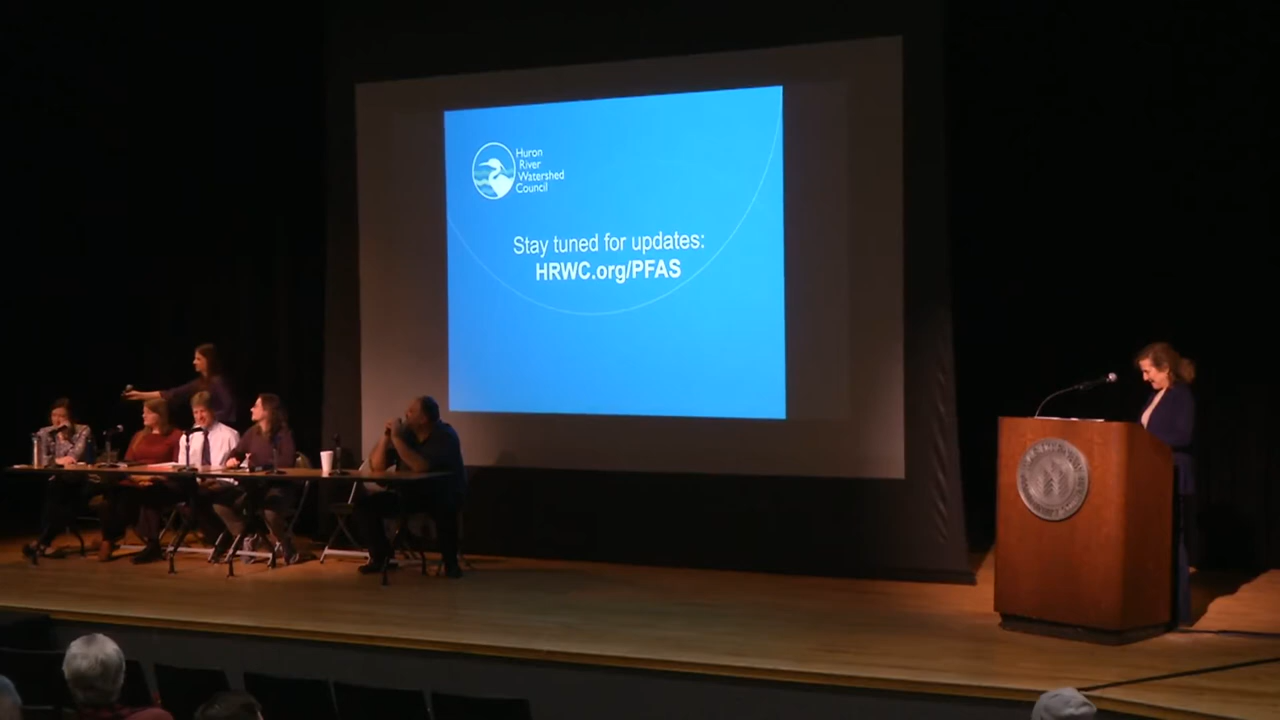 Huron
River
Watershed
Council
Stay tuned for updates:
HRWC.org/PFAS